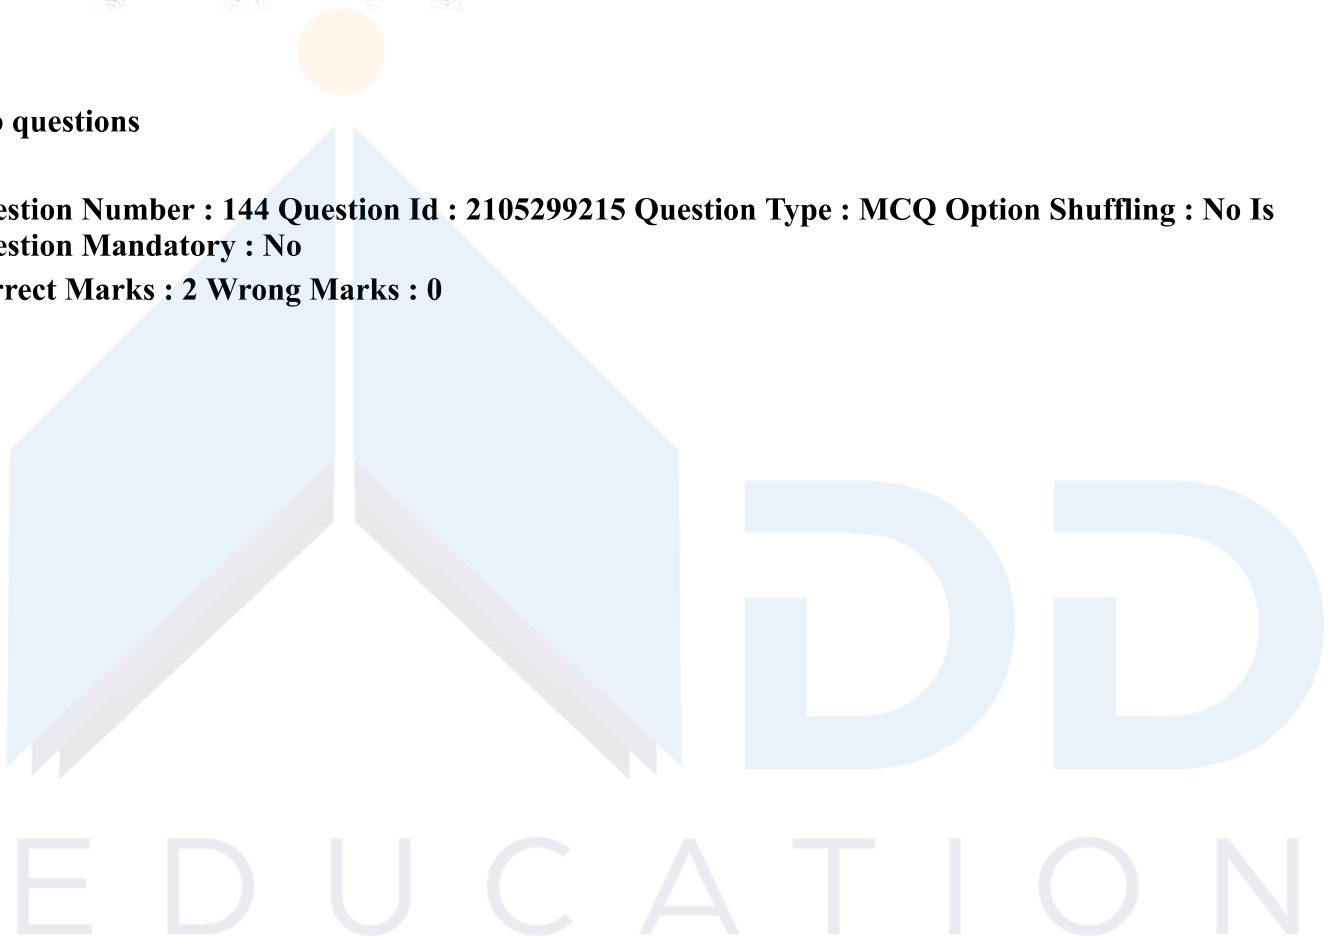 questions
estion Number : 144 Question Id : 2105299215 Question Type : MCQ Option Shuffling : No Is
estion Mandatory : No
rrect Marks : 2 Wrong Marks : 0
DD
EDUCATION